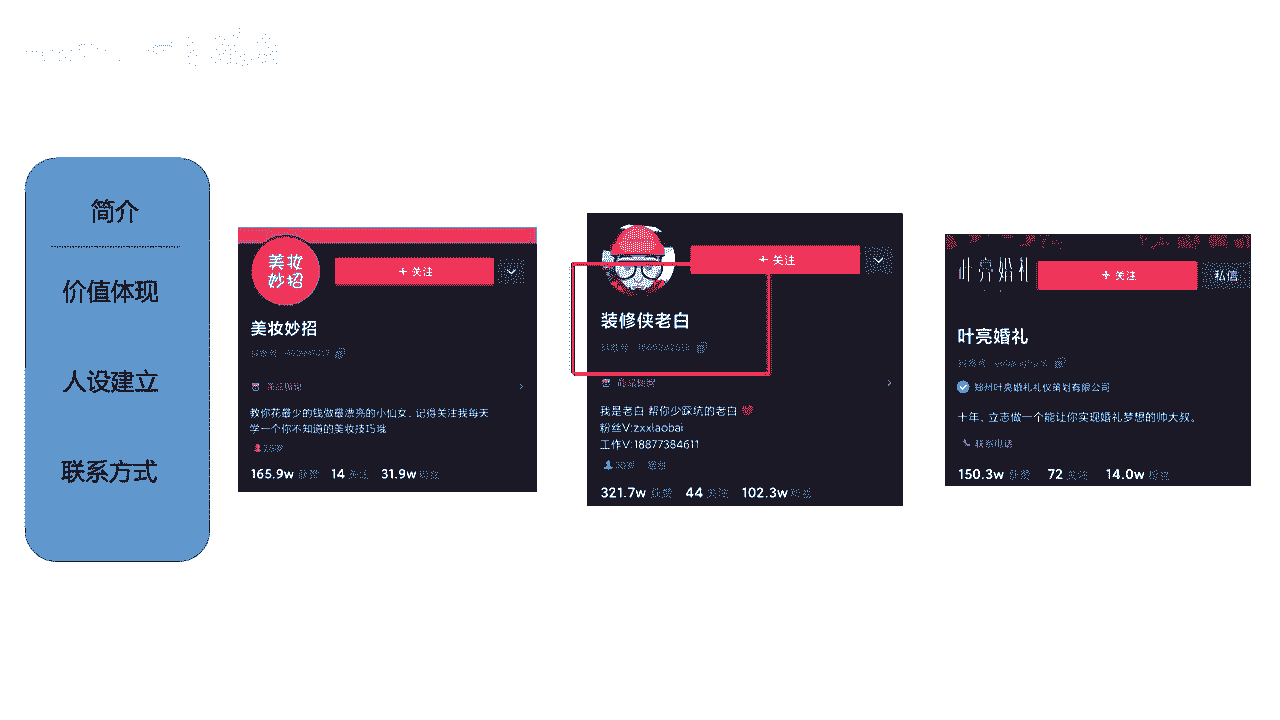 简介
价值体现
人设建立
联系方式
美妆
妙招
+ 关注
美妆妙招
商品橱窗
教你花最少的钱做最漂亮的小仙女，记得关注我每天
学一个你不知道的美妆技巧哦
165.9w 获赞 14 关注 31.9w 粉丝
+ 关注
装修侠老白
商品橱窗
我是老白 帮你少踩坑的老白
粉丝V:zxxlaobai
工作V:18877384611
321.7w 获赞 44 关注 102.3w 粉丝
叶亮婚礼
+ 关注 私信
叶亮婚礼
郑州叶亮婚礼礼仪策划有限公司
十年、立志做一个能让你实现婚礼梦想的帅大叔。
联系电话
150.3w 获赞 72 关注 14.0w 粉丝